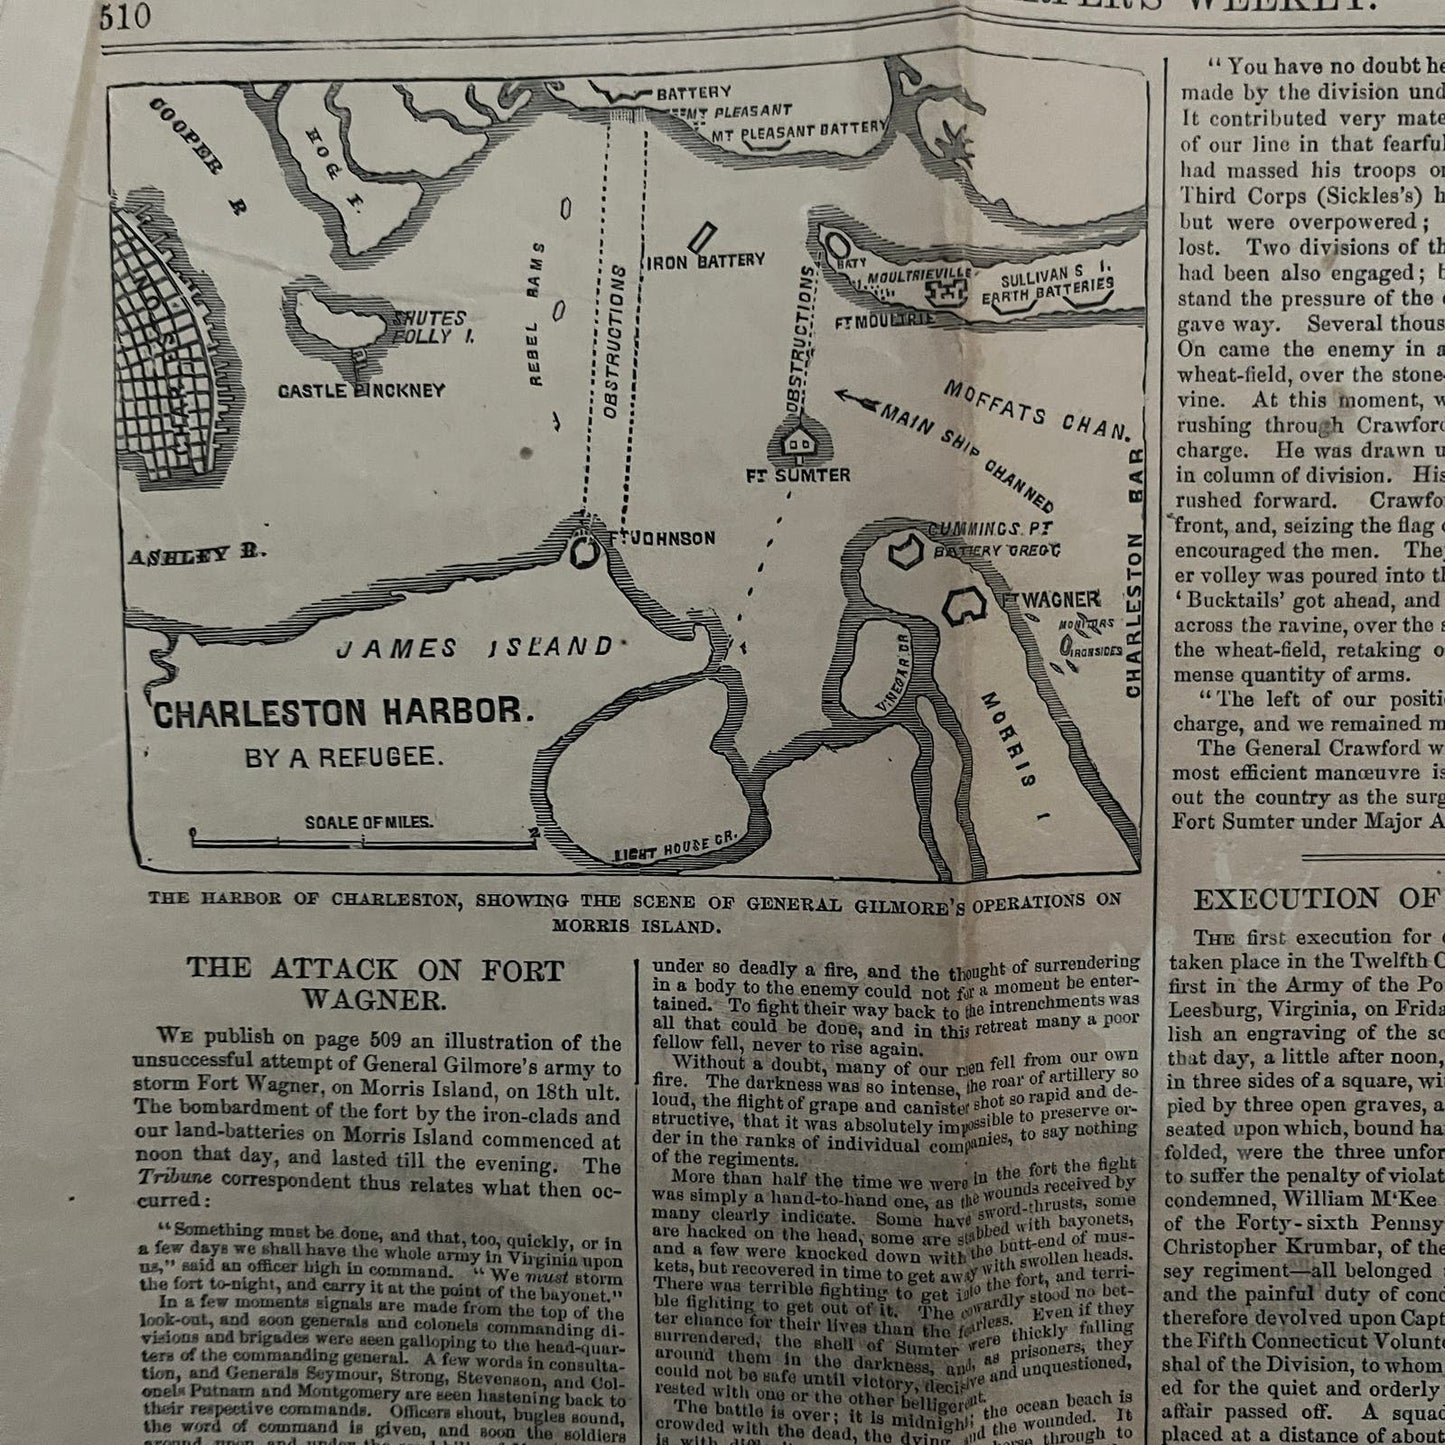 510
HARPER'S WEEKLY.
COOPER R
HOG I.
BATTERY
MT PLEASANT
MT PLEASANT BATTERY
REBEL RAMS
OBSTRUCTIONS
IRON BATTERY
OBSTRUCTIONS
BATY
MOULTRIEVILLE
SULLIVAN S I.
EARTH BATTERIES
FT MOULTRIE
SHUTES
FOLLY I.
CASTLE PINCKNEY
MOFFATS CHAN.
MAIN SHIP CHANNED
FT SUMTER
CHARLESTON BAR
CUMMINGS PT
BATTERY GREGG
FT WAGNER
MONITORS
IRONSIDES
ASHLEY R.
FT JOHNSON
JAMES ISLAND
VINEGAR CR
MORRIS I
CHARLESTON HARBOR.
BY A REFUGEE.
SCALE OF MILES.
0 2
LIGHT HOUSE CR.
THE HARBOR OF CHARLESTON, SHOWING THE SCENE OF GENERAL GILMORE'S OPERATIONS ON
MORRIS ISLAND.
THE ATTACK ON FORT
WAGNER.
WE publish on page 509 an illustration of the
unsuccessful attempt of General Gilmore's army to
storm Fort Wagner, on Morris Island, on 18th ult.
The bombardment of the fort by the iron-clads and
our land-batteries on Morris Island commenced at
noon that day, and lasted till the evening. The
Tribune correspondent thus relates what then oc-
curred:
"Something must be done, and that, too, quickly, or in
a few days we shall have the whole army in Virginia upon
us," said an officer high in command. "We must storm
the fort to-night, and carry it at the point of the bayonet."
In a few moments signals are made from the top of the
look-out, and soon generals and colonels commanding di-
visions and brigades were seen galloping to the head-quar-
ters of the commanding general. A few words in consulta-
tion, and Generals Seymour, Strong, Stevenson, and Col-
onels Putnam and Montgomery are seen hastening back to
their respective commands. Officers shout, bugles sound,
the word of command is given, and soon the soldiers
under so deadly a fire, and the thought of surrendering
in a body to the enemy could not for a moment be enter-
tained. To fight their way back to the intrenchments was
all that could be done, and in this retreat many a poor
fellow fell, never to rise again.
Without a doubt, many of our men fell from our own
fire. The darkness was so intense, the roar of artillery so
loud, the flight of grape and canister shot so rapid and de-
structive, that it was absolutely impossible to preserve or-
der in the ranks of individual companies, to say nothing
of the regiments.
More than half the time we were in the fort the fight
was simply a hand-to-hand one, as the wounds received by
many clearly indicate. Some have sword-thrusts, some
are hacked on the head, some are stabbed with bayonets,
and a few were knocked down with the butt-end of mus-
kets, but recovered in time to get away with swollen heads.
There was terrible fighting to get into the fort, and terri-
ble fighting to get out of it. The cowardly stood no bet-
ter chance for their lives than the fearless. Even if they
surrendered, the shell of Sumter were thickly falling
around them in the darkness, and, as prisoners, they
could not be safe until victory, decisive and unquestioned,
rested with one or the other belligerent.
The battle is over; it is midnight; the ocean beach is
crowded with the dead, the dying and the wounded. It
"You have no doubt he
made by the division und
It contributed very mate
of our line in that fearful
had massed his troops o
Third Corps (Sickles's) h
but were overpowered;
lost. Two divisions of th
had been also engaged; b
stand the pressure of the
gave way. Several thous
On came the enemy in a
wheat-field, over the stone-
vine. At this moment, w
rushing through Crawford
charge. He was drawn u
in column of division. His
rushed forward. Crawfo
front, and, seizing the flag o
encouraged the men. The
er volley was poured into th
'Bucktails' got ahead, and
across the ravine, over the s
the wheat-field, retaking o
mense quantity of arms.
"The left of our positi
charge, and we remained m
The General Crawford w
most efficient manœuvre is
out the country as the surg
Fort Sumter under Major A
EXECUTION OF
THE first execution for
taken place in the Twelfth C
first in the Army of the Po
Leesburg, Virginia, on Frida
lish an engraving of the sc
that day, a little after noon,
in three sides of a square, wi
pied by three open graves, a
seated upon which, bound ha
folded, were the three unfor
to suffer the penalty of violat
condemned, William M'Kee
of the Forty-sixth Pennsy
Christopher Krumbar, of the
sey regiment—all belonged
and the painful duty of cond
therefore devolved upon Capt
the Fifth Connecticut Volunte
shal of the Division, to whom
ed for the quiet and orderly
affair passed off. A squad
placed at a distance of about